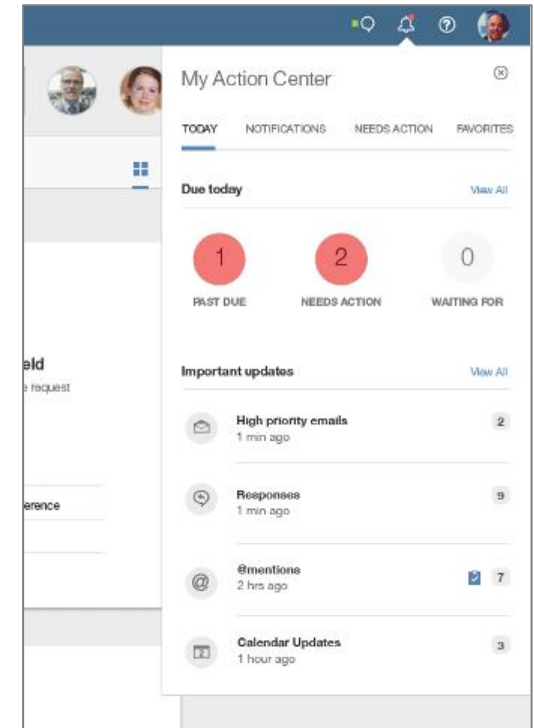 My Action Center
TODAY NOTIFICATIONS NEEDS ACTION FAVORITES
Due today View All
1 2 0
PAST DUE NEEDS ACTION WAITING FOR
eld
request
Important updates View All
High priority emails 2
1 min ago
Responses 9
1 min ago
erence
@mentions 7
2 hrs ago
Calendar Updates 3
1 hour ago